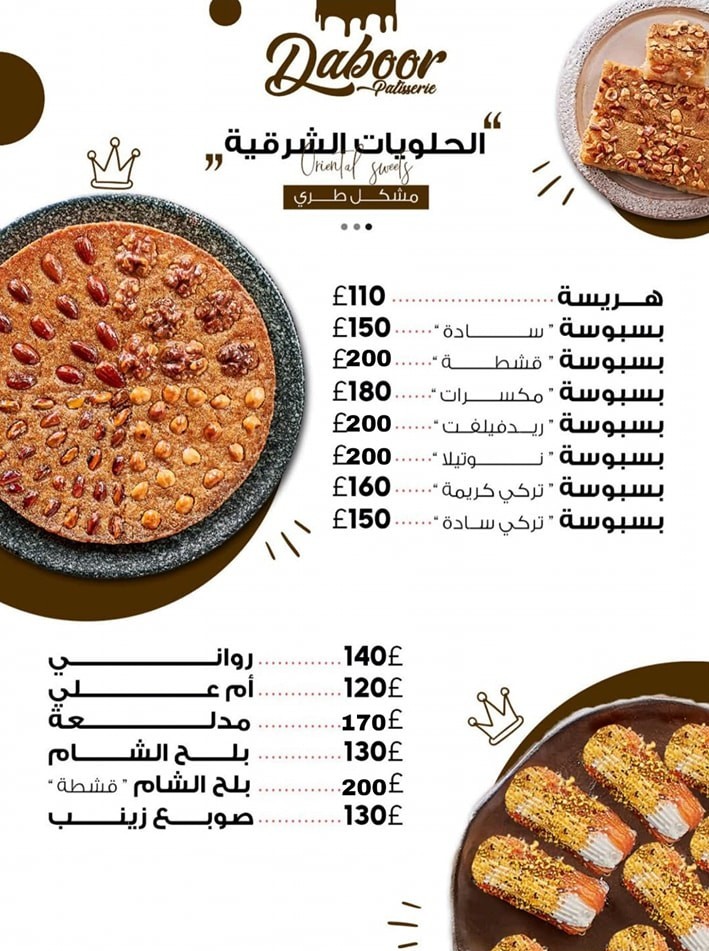 Daboor
Patisserie
"الحلويات الشرقية"
Oriental sweets
مشكل طري
هريسة ........................ £110
بسبوسة "سادة" ...... £150
بسبوسة "قشطة" ...... £200
بسبوسة "مكسرات" ...... £180
بسبوسة "ريدفيلفت" ...... £200
بسبوسة "نوتيلا" ...... £200
بسبوسة "تركي كريمة" ...... £160
بسبوسة "تركي سادة" ...... £150
رواني ............. 140£
أم علي ............. 120£
مدلعة ............. 170£
بلح الشام ............. 130£
بلح الشام "قشطة" ............. 200£
صوبع زينب ............. 130£